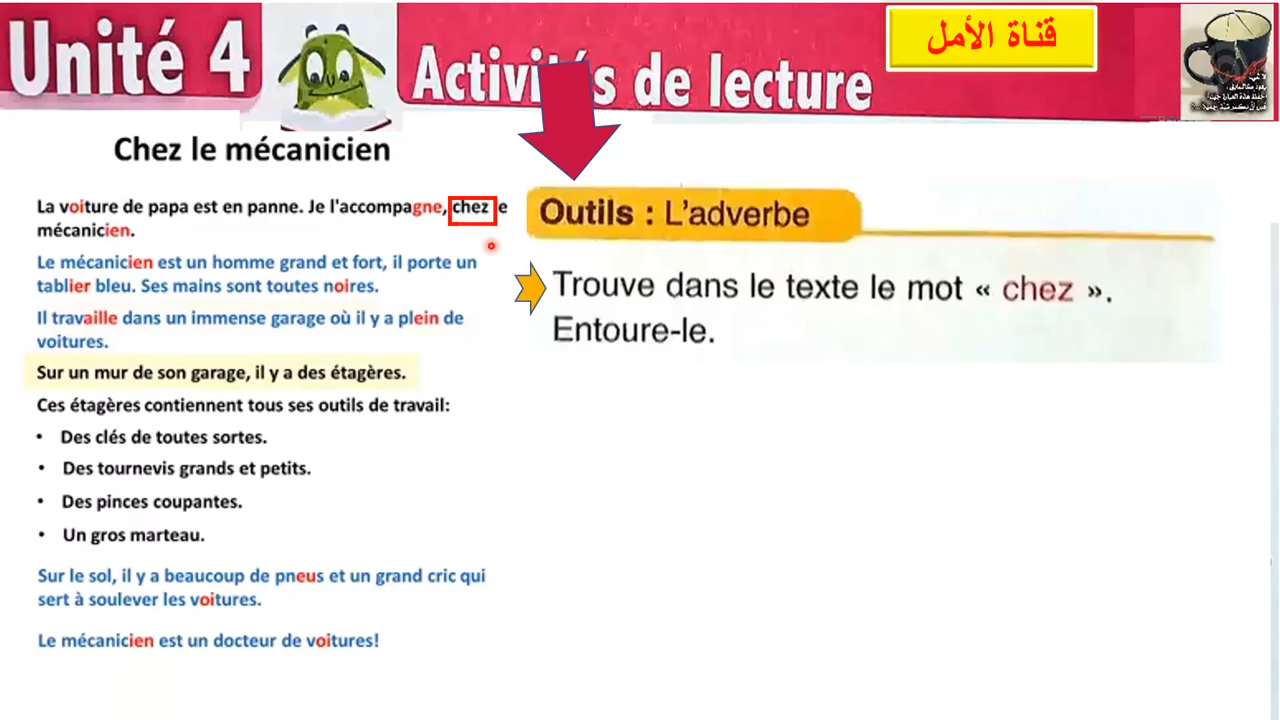 Unité 4
Activités de lecture
قناة الأمل
Chez le mécanicien
La voiture de papa est en panne. Je l'accompagne, chez le
mécanicien.
Le mécanicien est un homme grand et fort, il porte un
tablier bleu. Ses mains sont toutes noires.
Il travaille dans un immense garage où il y a plein de
voitures.
Sur un mur de son garage, il y a des étagères.
Ces étagères contiennent tous ses outils de travail:
• Des clés de toutes sortes.
• Des tournevis grands et petits.
• Des pinces coupantes.
• Un gros marteau.
Sur le sol, il y a beaucoup de pneus et un grand cric qui
sert à soulever les voitures.
Le mécanicien est un docteur de voitures!
Outils : L'adverbe
Trouve dans le texte le mot « chez ».
Entoure-le.